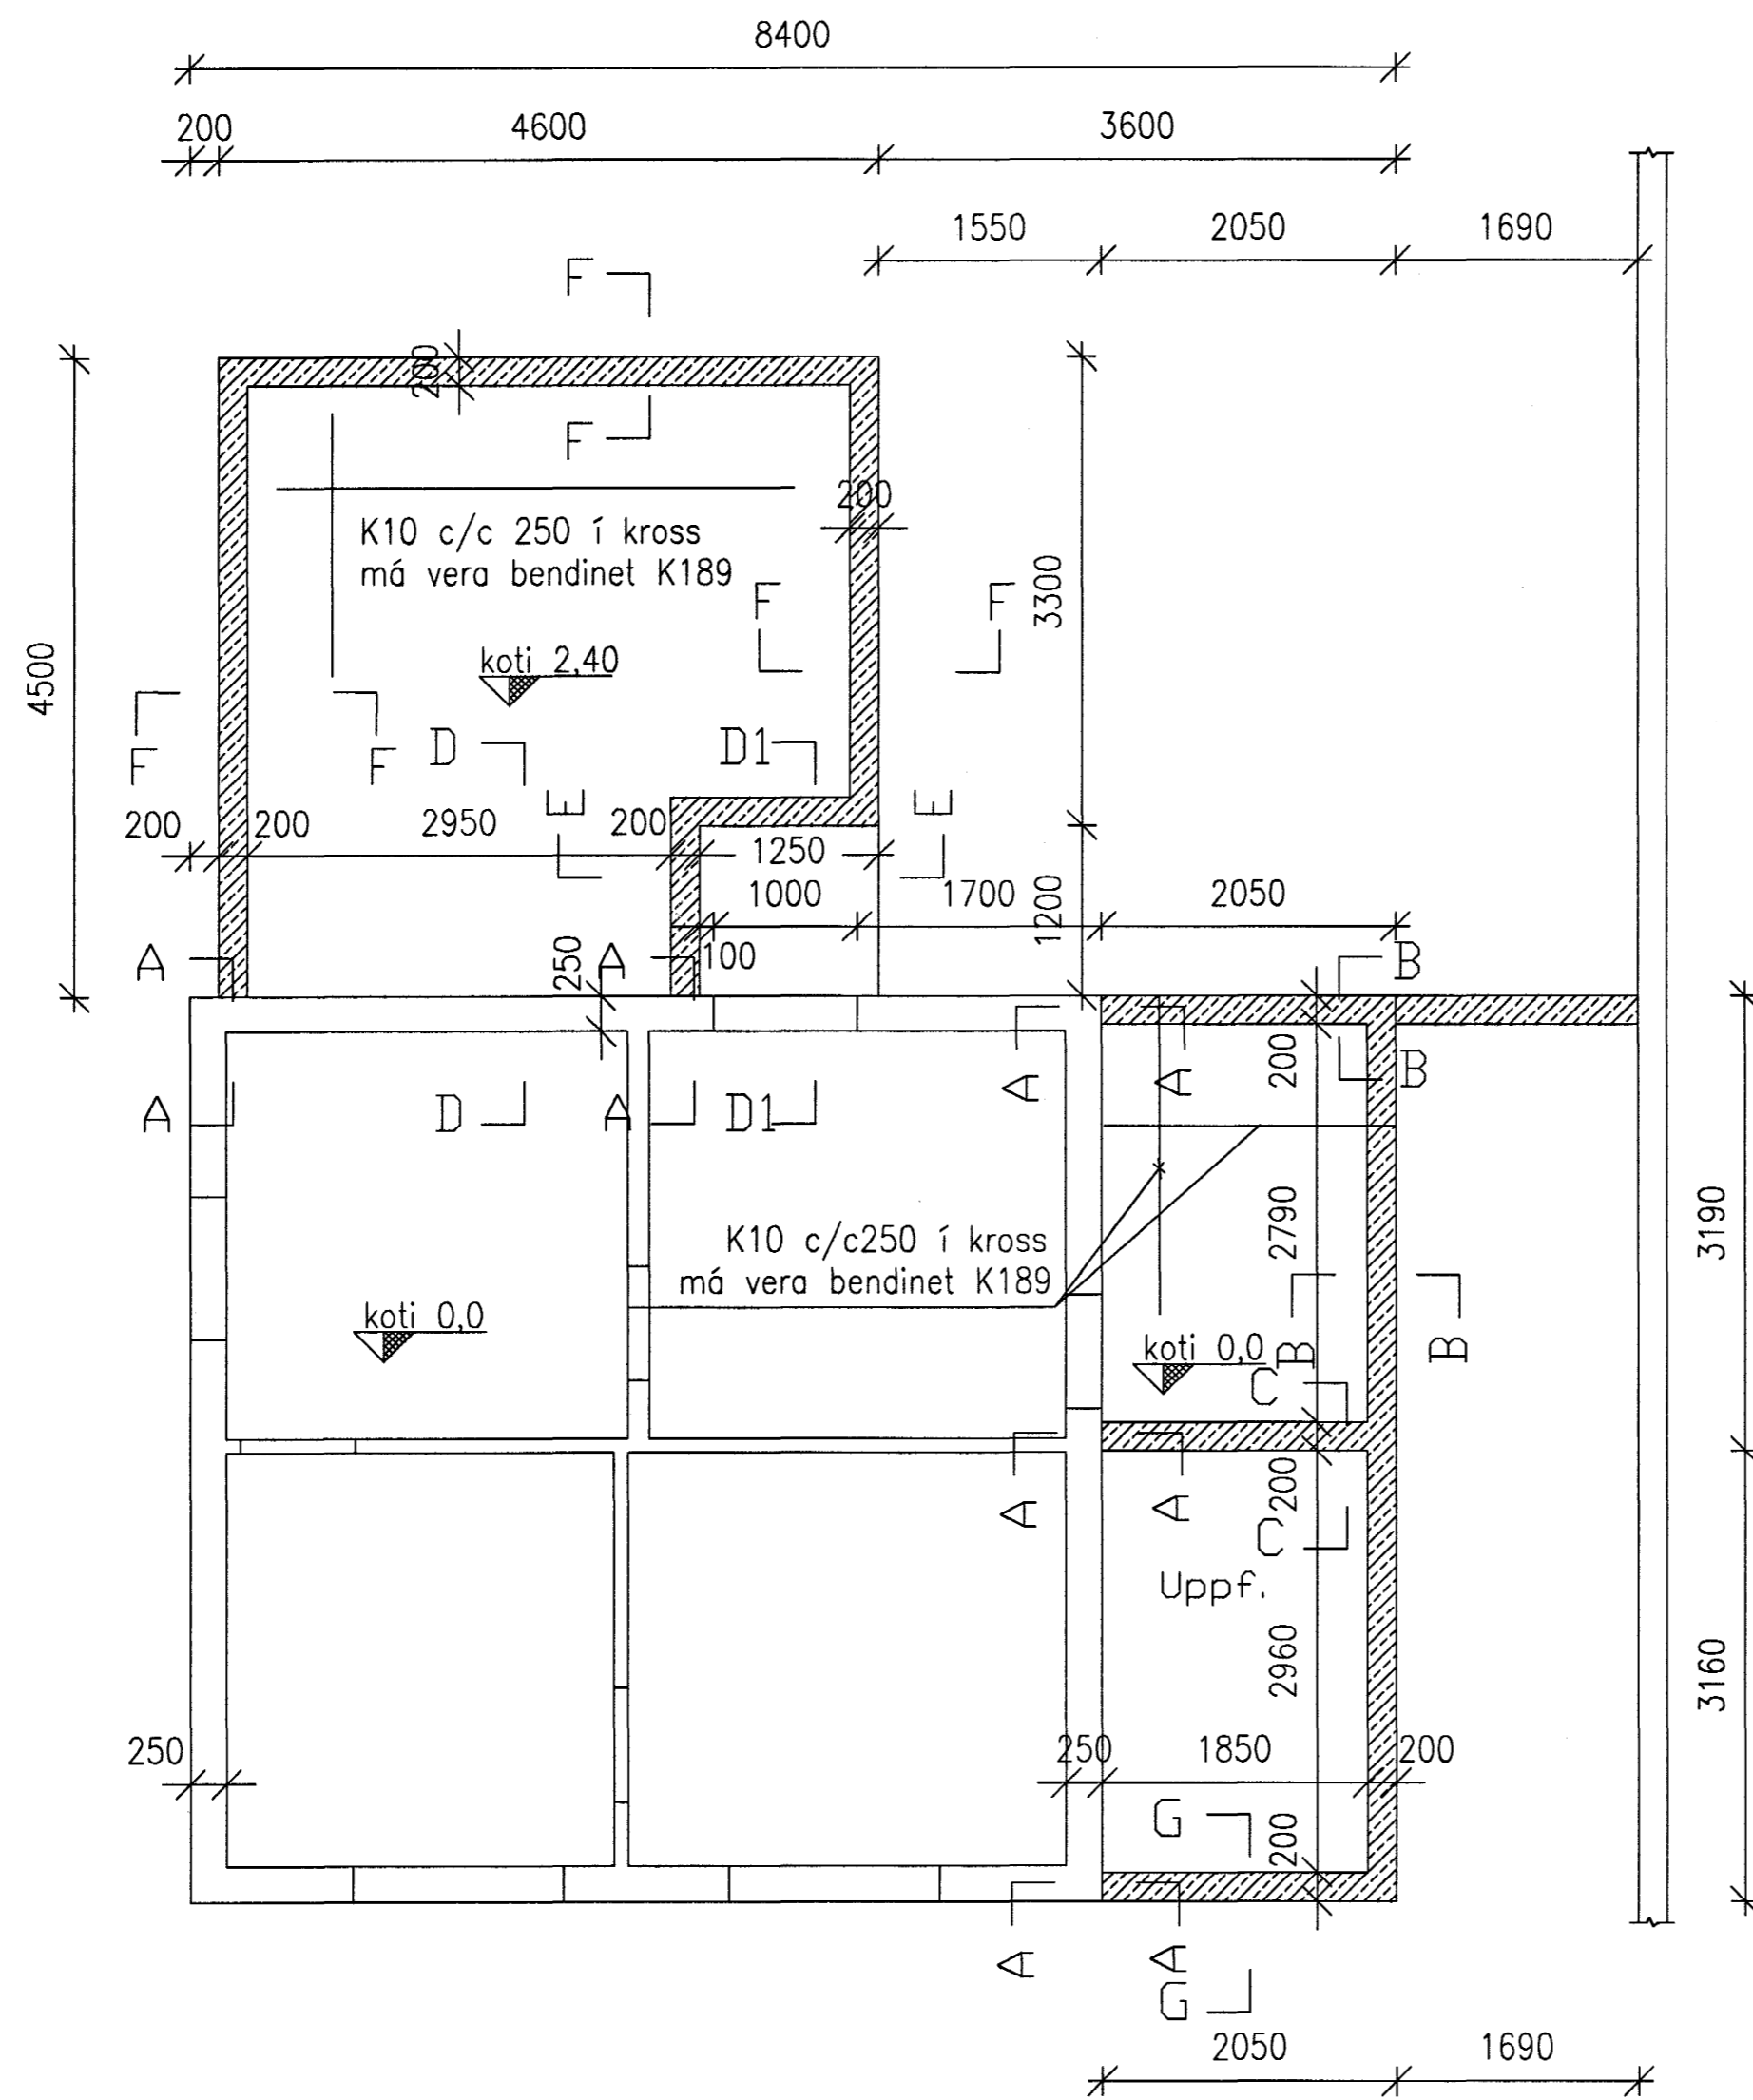 8400
200 4600 3600
1550 2050 1690
F
200
F
200
K10 c/c 250 í kross
má vera bendinet K189
F F
3300
4500
koti 2,40
F F D D1
E E
200 200 2950 200 1250
1000 1700 1200 2050
A 250 A 100 B
200
A A B
A D A D1
K10 c/c250 í kross
má vera bendinet K189
2790
3190
koti 0,0
koti 0,0
B B
C
200
A A
C
Uppf.
2960
3160
250 250 1850 200
G
200
A A
G
2050 1690